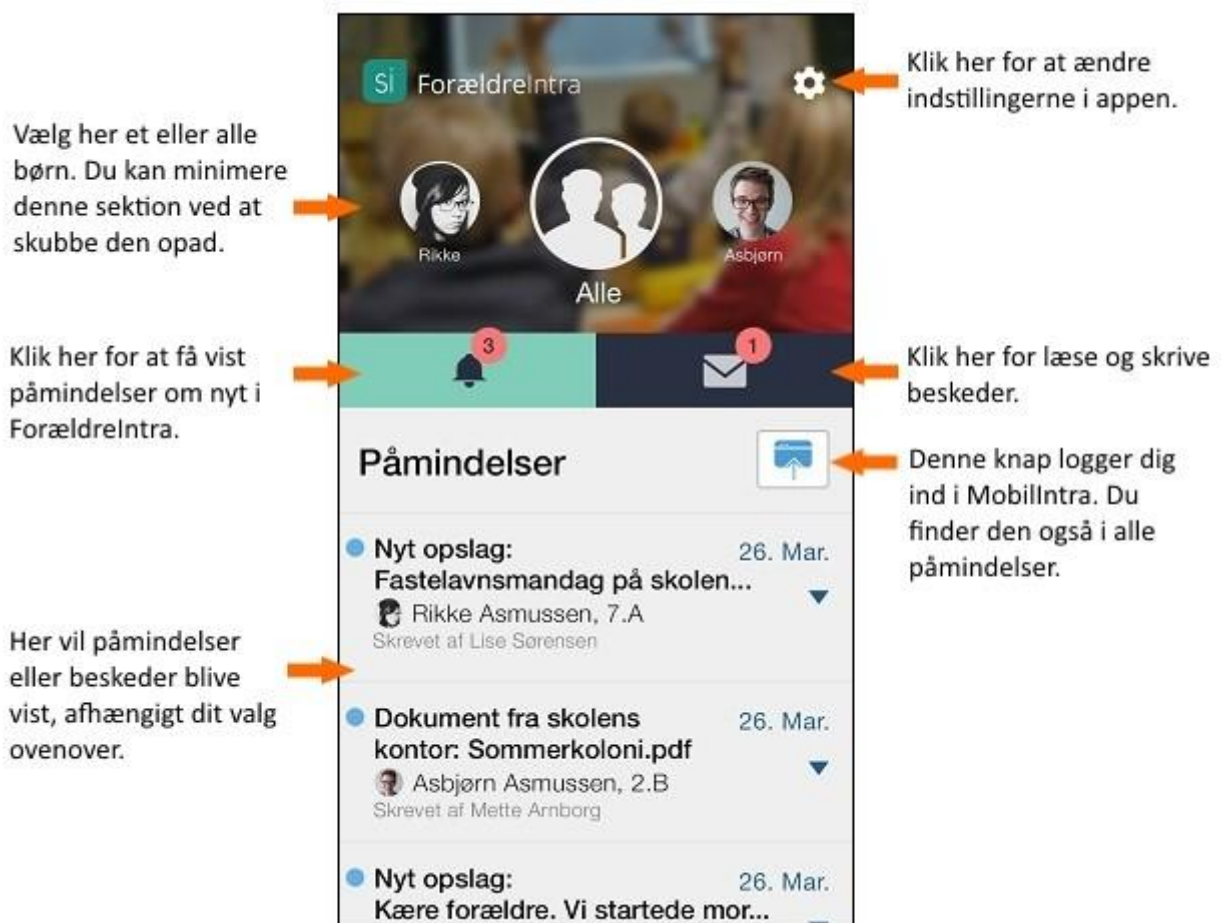 Vælg her et eller alle
børn. Du kan minimere
denne sektion ved at
skubbe den opad.
Klik her for at få vist
påmindelser om nyt i
ForældreIntra.
Her vil påmindelser
eller beskeder blive
vist, afhængigt dit valg
ovenover.
SI ForældreIntra
Rikke
Alle
Asbjørn
3
1
Påmindelser
Nyt opslag:
26. Mar.
Fastelavnsmandag på skolen...
Rikke Asmussen, 7.A
Skrevet af Lise Sørensen
Dokument fra skolens
26. Mar.
kontor: Sommerkoloni.pdf
Asbjørn Asmussen, 2.B
Skrevet af Mette Arnborg
Nyt opslag:
26. Mar.
Kære forældre. Vi startede mor...
Klik her for at ændre
indstillingerne i appen.
Klik her for læse og skrive
beskeder.
Denne knap logger dig
ind i MobilIntra. Du
finder den også i alle
påmindelser.